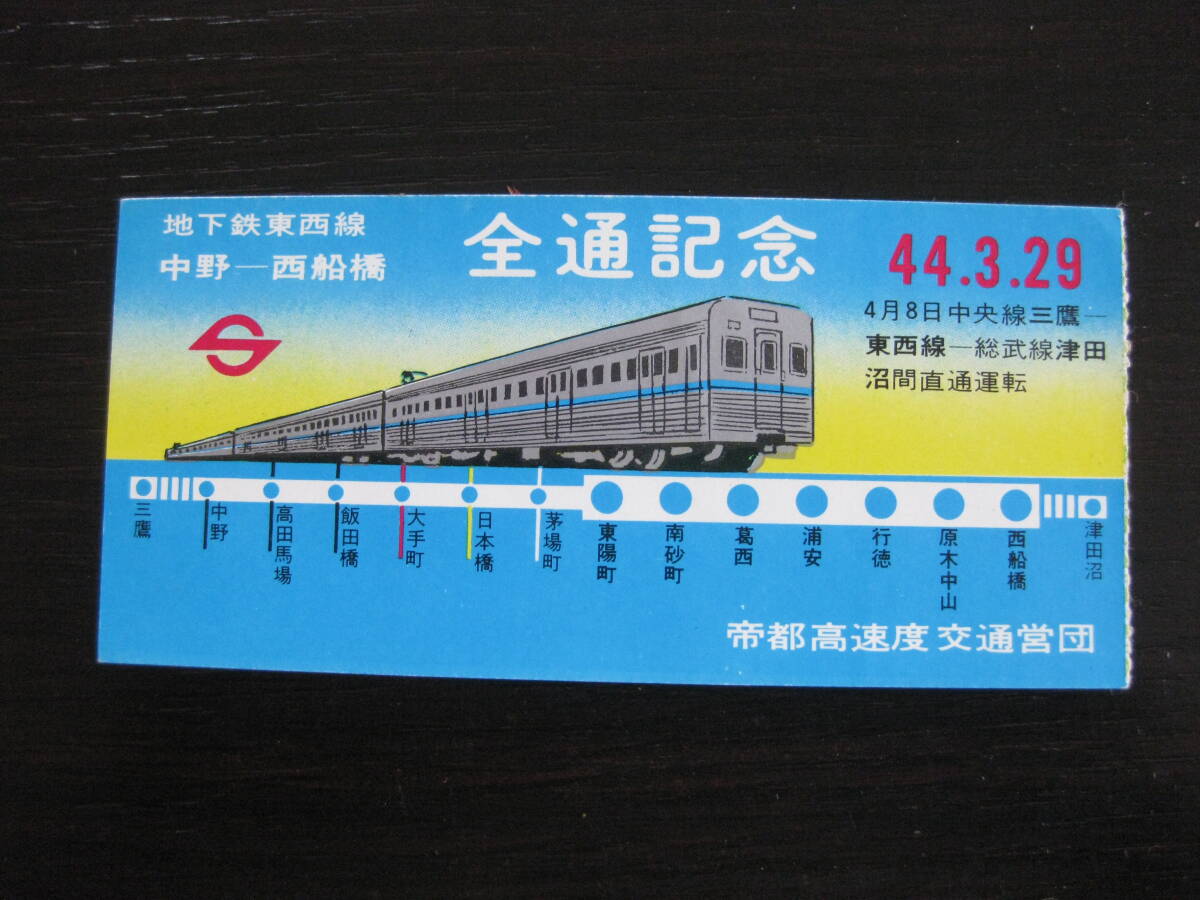 地下鉄東西線
中野—西船橋
全通記念
44.3.29
4月8日中央線三鷹—
東西線—総武線津田
沼間直通運転
三鷹
中野
高田馬場
飯田橋
大手町
日本橋
茅場町
東陽町
南砂町
葛西
浦安
行徳
原木中山
西船橋
津田沼
帝都高速度交通営団